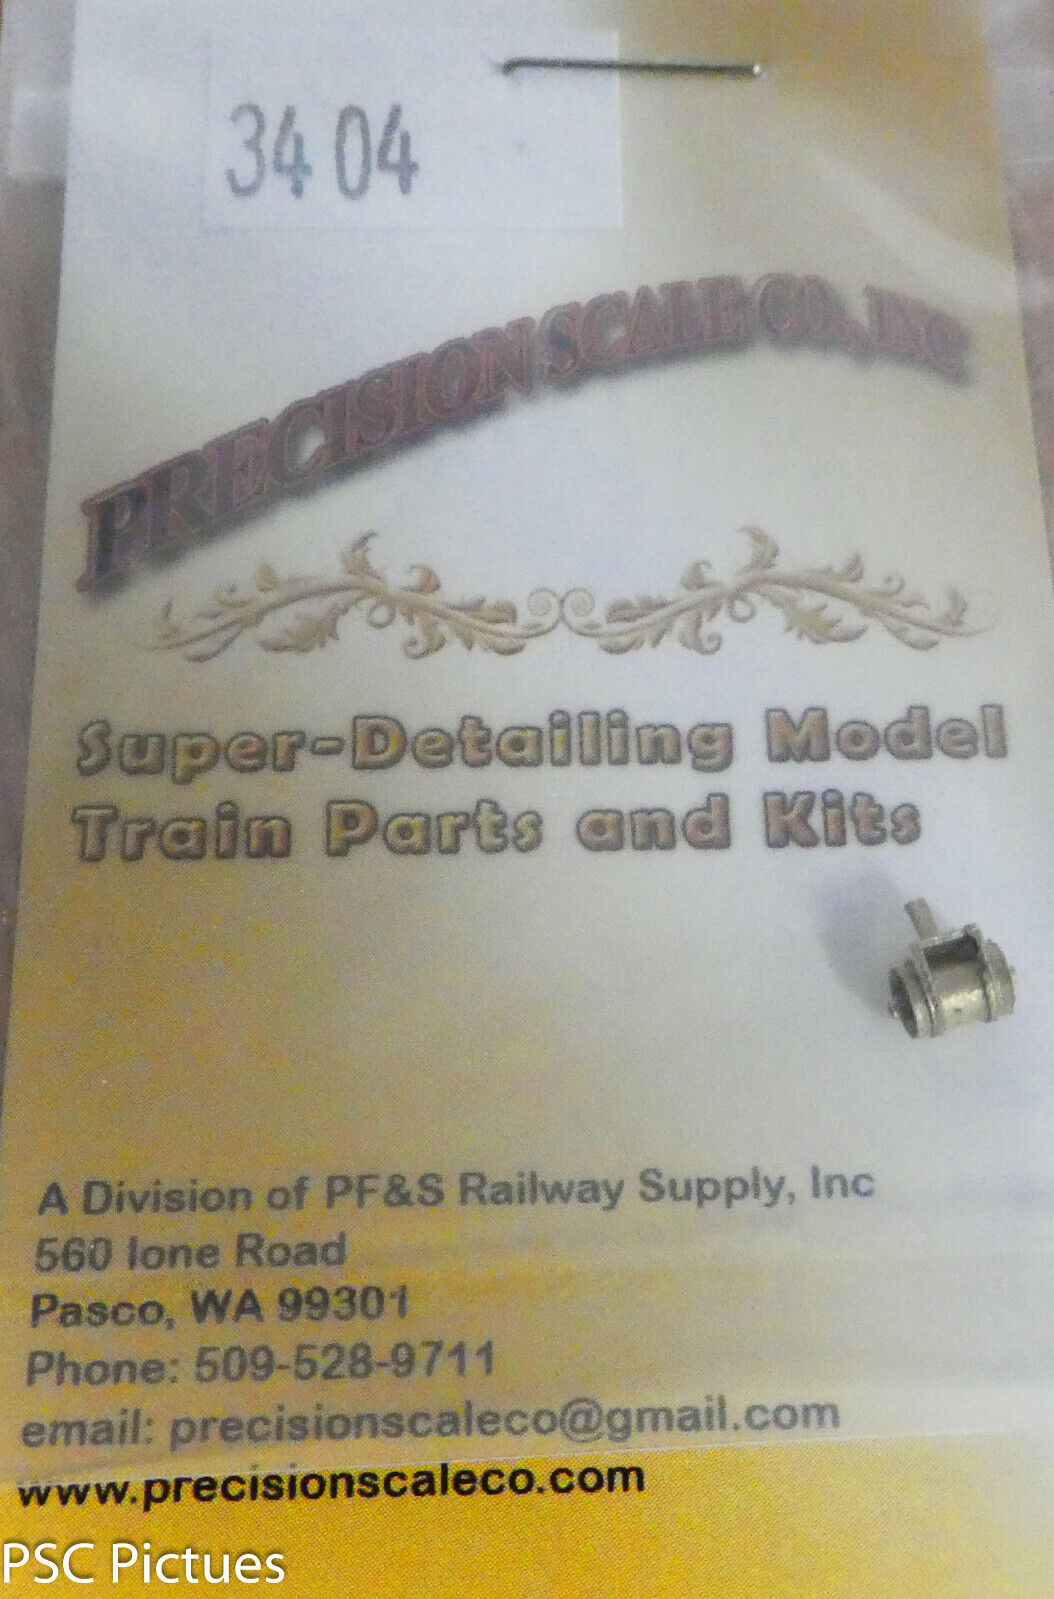 34 04
PRECISION SCALE CO., INC
Super-Detailing Model
Train Parts and Kits
A Division of PF&S Railway Supply, Inc
560 Ione Road
Pasco, WA 99301
Phone: 509-528-9711
email: precisionscaleco@gmail.com
www.precisionscaleco.com
PSC Pictues